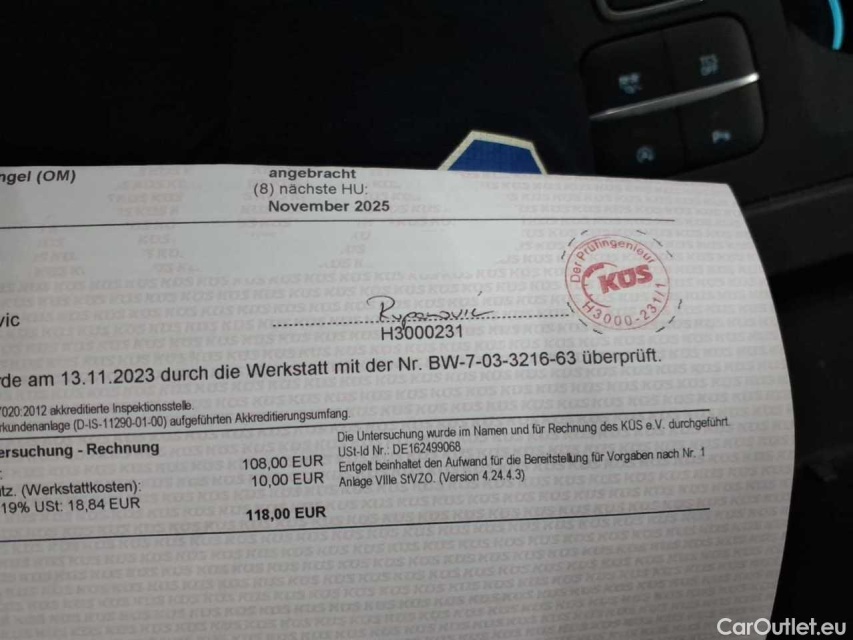 ngel (OM)
angebracht
(8) nächste HU:
November 2025
Der Prüfingenieur
KÜS
H3000-231/1
vic
Rupanovic
H3000231
rde am 13.11.2023 durch die Werkstatt mit der Nr. BW-7-03-3216-63 überprüft.
7020:2012 akkreditierte Inspektionsstelle.
rkundenanlage (D-IS-11290-01-00) aufgeführten Akkreditierungsumfang.
ersuchung - Rechnung
108,00 EUR
tz. (Werkstattkosten):
10,00 EUR
19% USt: 18,84 EUR
118,00 EUR
Die Untersuchung wurde im Namen und für Rechnung des KÜS e.V. durchgeführt.
USt-Id Nr.: DE162499068
Entgelt beinhaltet den Aufwand für die Bereitstellung für Vorgaben nach Nr. 1
Anlage VIIIe StVZO. (Version 4.24.4.3)
CarOutlet.eu